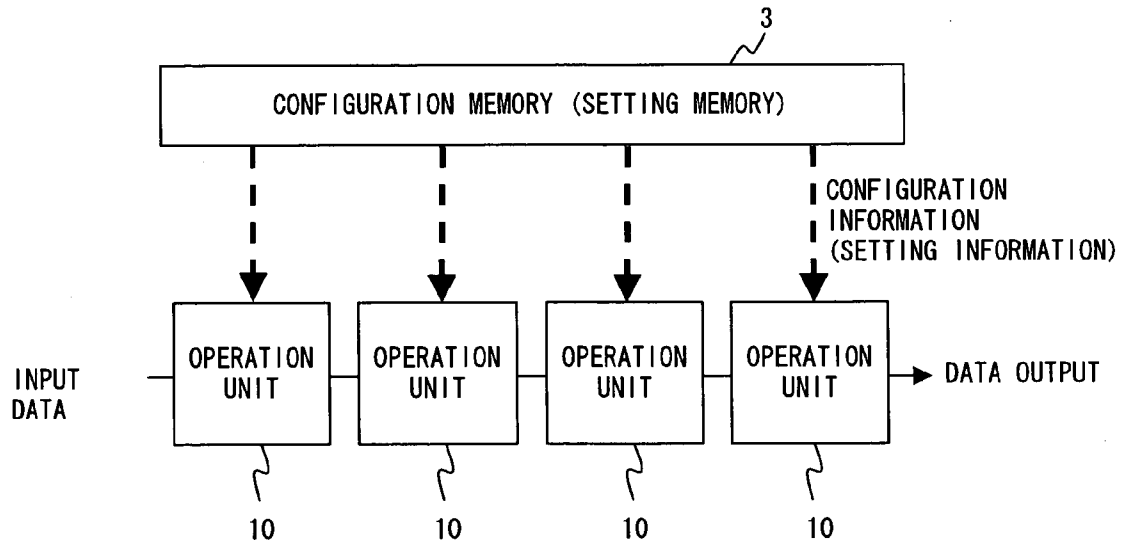 3
CONFIGURATION MEMORY (SETTING MEMORY)
CONFIGURATION
INFORMATION
(SETTING INFORMATION)
OPERATION
UNIT
OPERATION
UNIT
OPERATION
UNIT
OPERATION
UNIT
INPUT
DATA
DATA OUTPUT
10
10
10
10